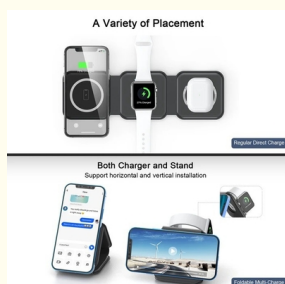 A Variety of Placement
Regular Direct Charge
Both Charger and Stand
Support horizontal and vertical installation
Foldable Multi-Charge